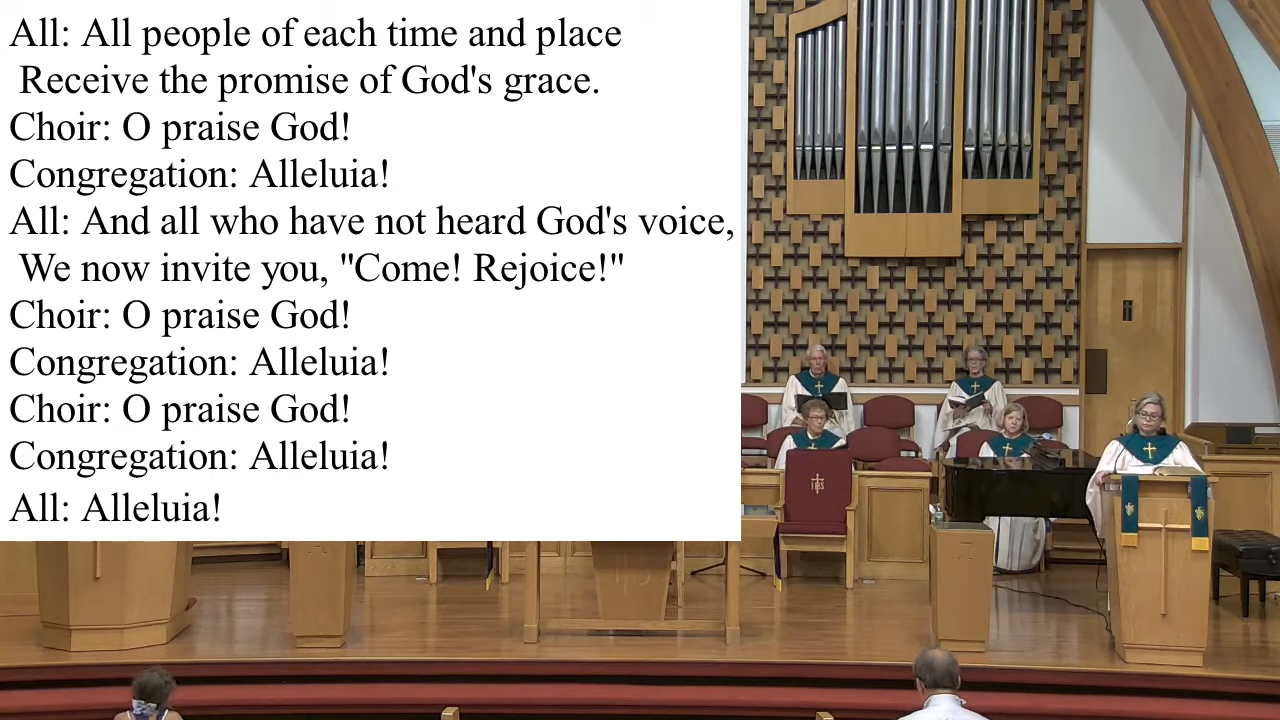 All: All people of each time and place
Receive the promise of God's grace.
Choir: O praise God!
Congregation: Alleluia!
All: And all who have not heard God's voice,
We now invite you, "Come! Rejoice!"
Choir: O praise God!
Congregation: Alleluia!
Choir: O praise God!
Congregation: Alleluia!
All: Alleluia!
IHS